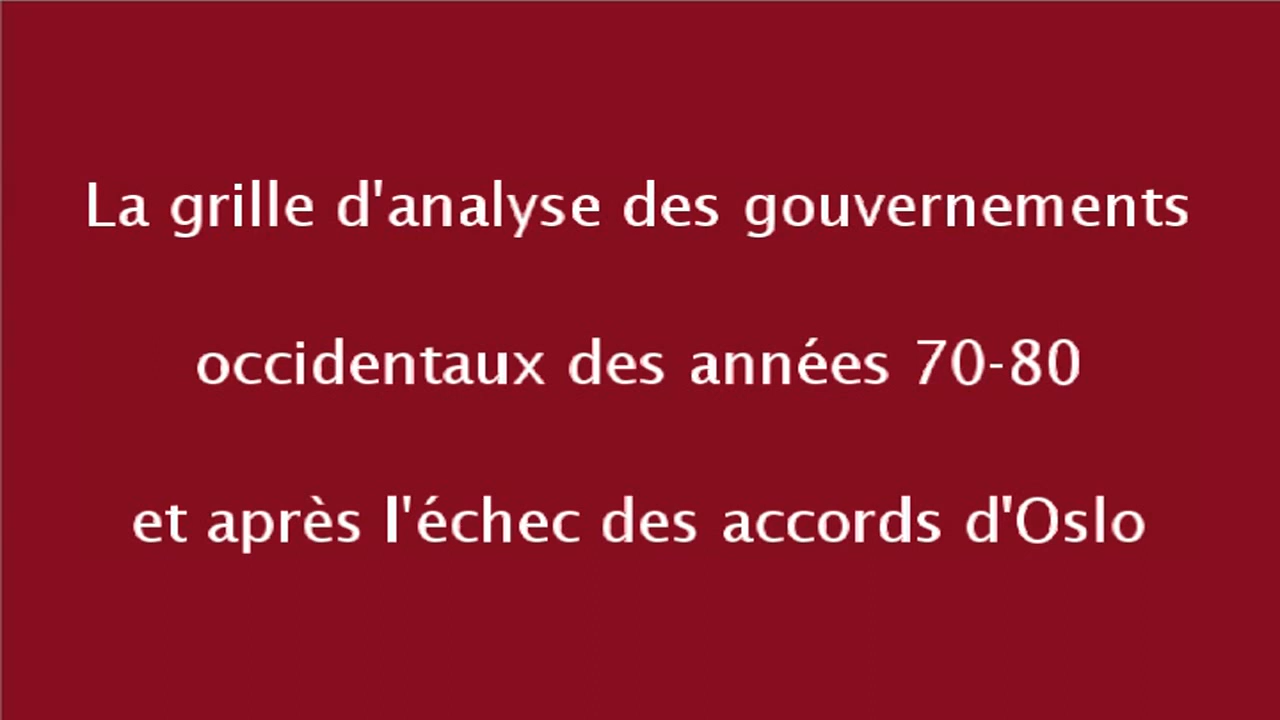 La grille d'analyse des gouvernements
occidentaux des années 70-80
et après l'échec des accords d'Oslo